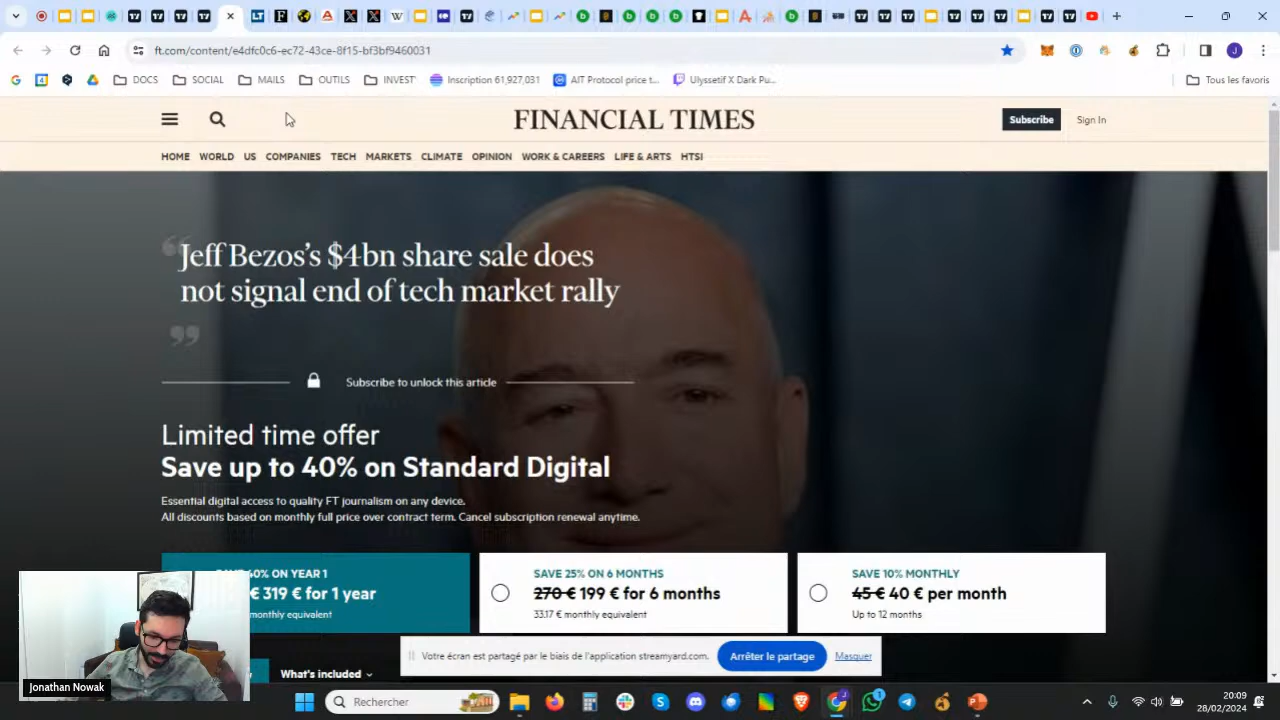 ft.com/content/e4dfc0c6-ec72-43ce-8f15-bf3bf9460031
DOCS
SOCIAL
MAILS
OUTILS
INVEST'
Inscription 61,927,031
AIT Protocol price t...
Ulyssetif X Dark Pu...
Tous les favoris
FINANCIAL TIMES
Subscribe
Sign In
HOME WORLD US COMPANIES TECH MARKETS CLIMATE OPINION WORK & CAREERS LIFE & ARTS HTSI
“Jeff Bezos’s $4bn share sale does
not signal end of tech market rally
”
Subscribe to unlock this article
Limited time offer
Save up to 40% on Standard Digital
Essential digital access to quality FT journalism on any device.
All discounts based on monthly full price over contract term. Cancel subscription renewal anytime.
40% ON YEAR 1
€ 319 € for 1 year
monthly equivalent
SAVE 25% ON 6 MONTHS
270 € 199 € for 6 months
33.17 € monthly equivalent
SAVE 10% MONTHLY
45 € 40 € per month
Up to 12 months
Votre écran est partagé par le biais de l'application streamyard.com.
Arrêter le partage
Masquer
What's included
Jonathan Nowak
Rechercher
20:09
28/02/2024